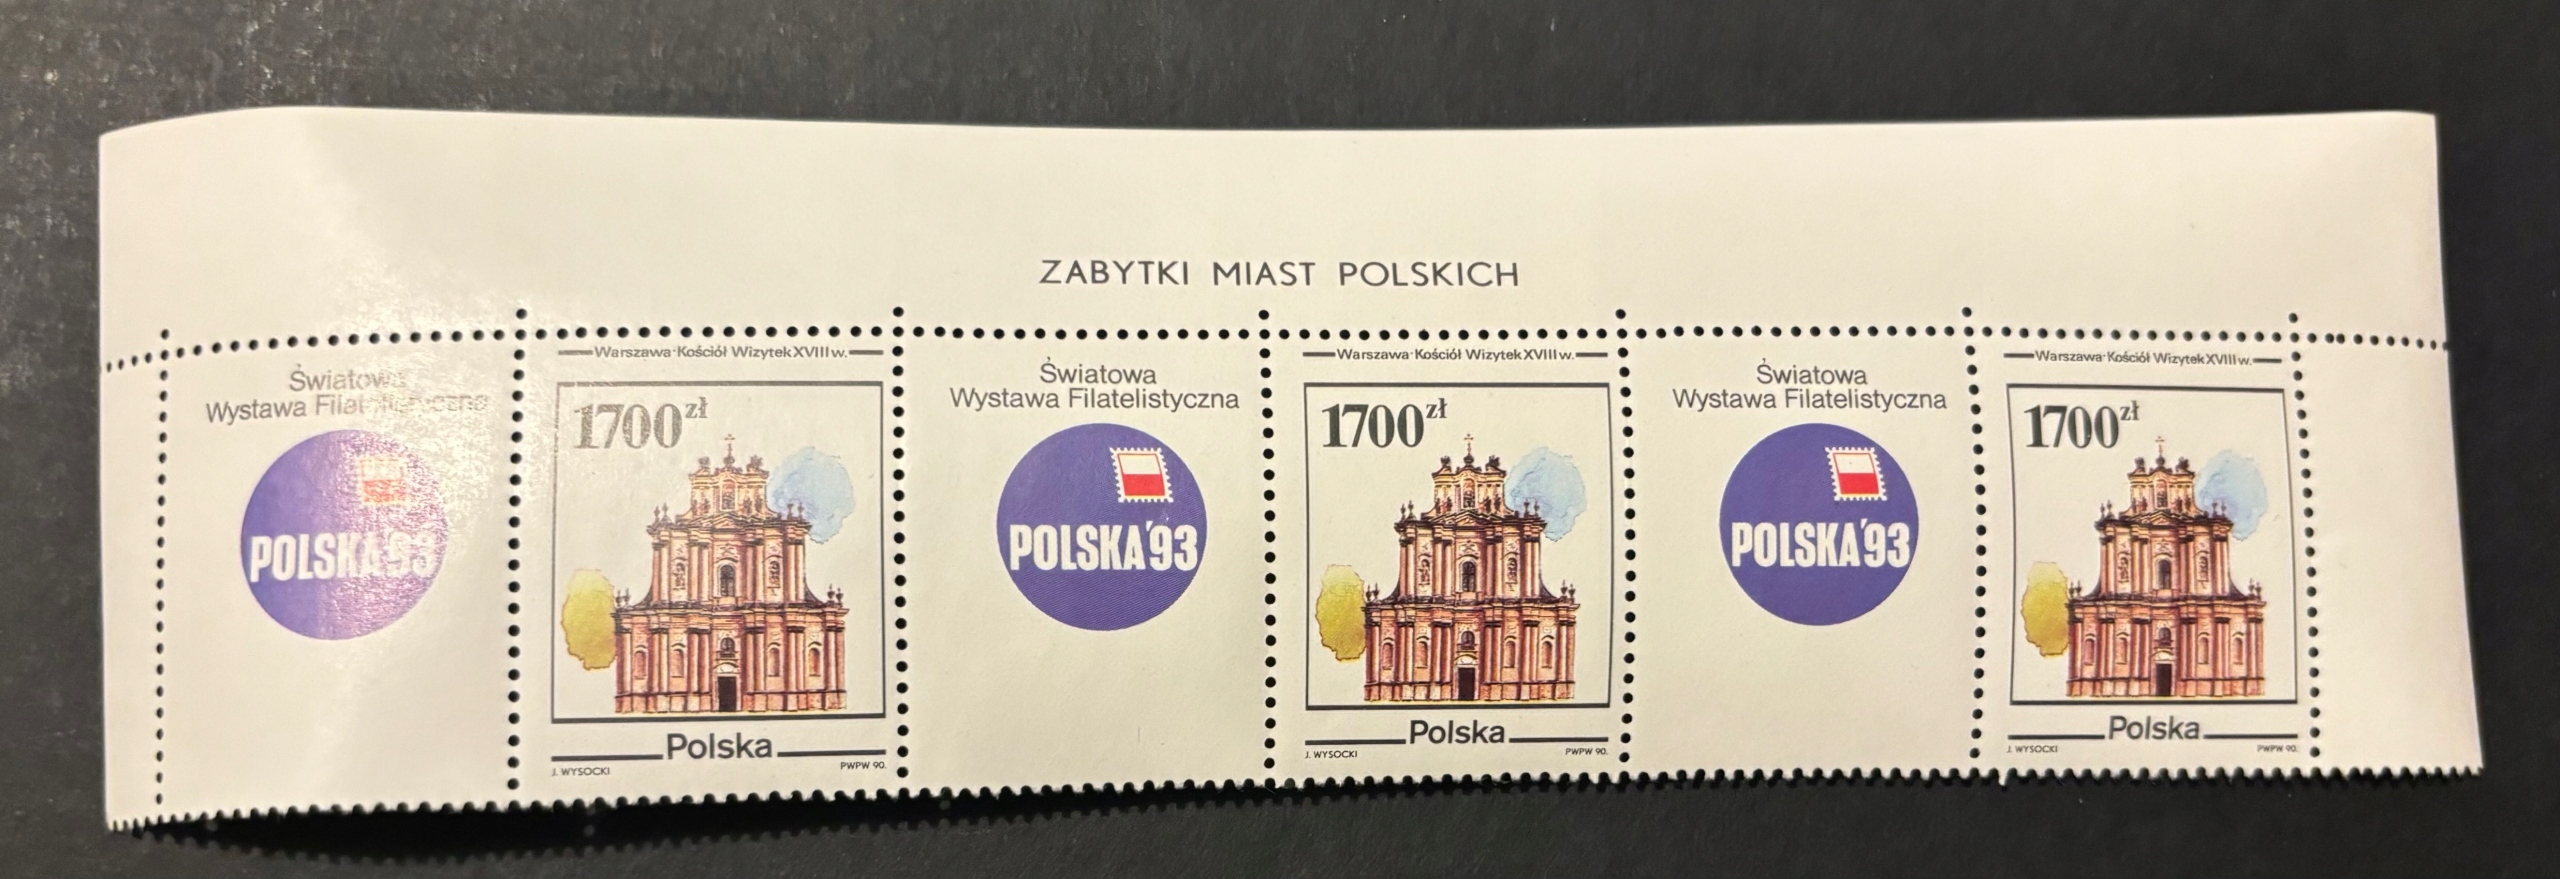 ZABYTKI MIAST POLSKICH
Światowa
Wystawa Filatelistyczna
POLSKA'93
Warszawa·Kościół Wizytek XVIII w.
1700 zł
Polska
J. WYSOCKI
PWPW 90.
Światowa
Wystawa Filatelistyczna
POLSKA'93
Warszawa·Kościół Wizytek XVIII w.
1700 zł
Polska
J. WYSOCKI
PWPW 90.
Światowa
Wystawa Filatelistyczna
POLSKA'93
Warszawa·Kościół Wizytek XVIII w.
1700 zł
Polska
J. WYSOCKI
PWPW 90.